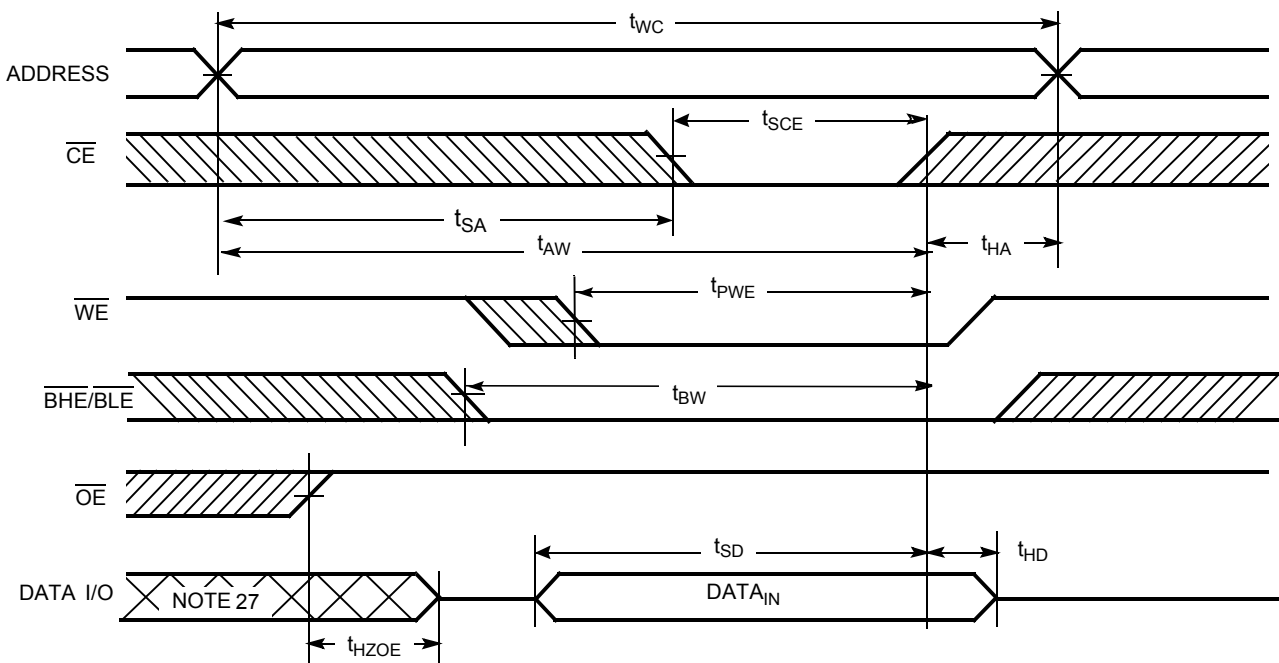 tWC
ADDRESS
tSCE
CE
tSA
tAW
tHA
tPWE
WE
tBW
BHE/BLE
OE
tSD
tHD
DATA I/O
NOTE 27
DATAIN
tHZOE